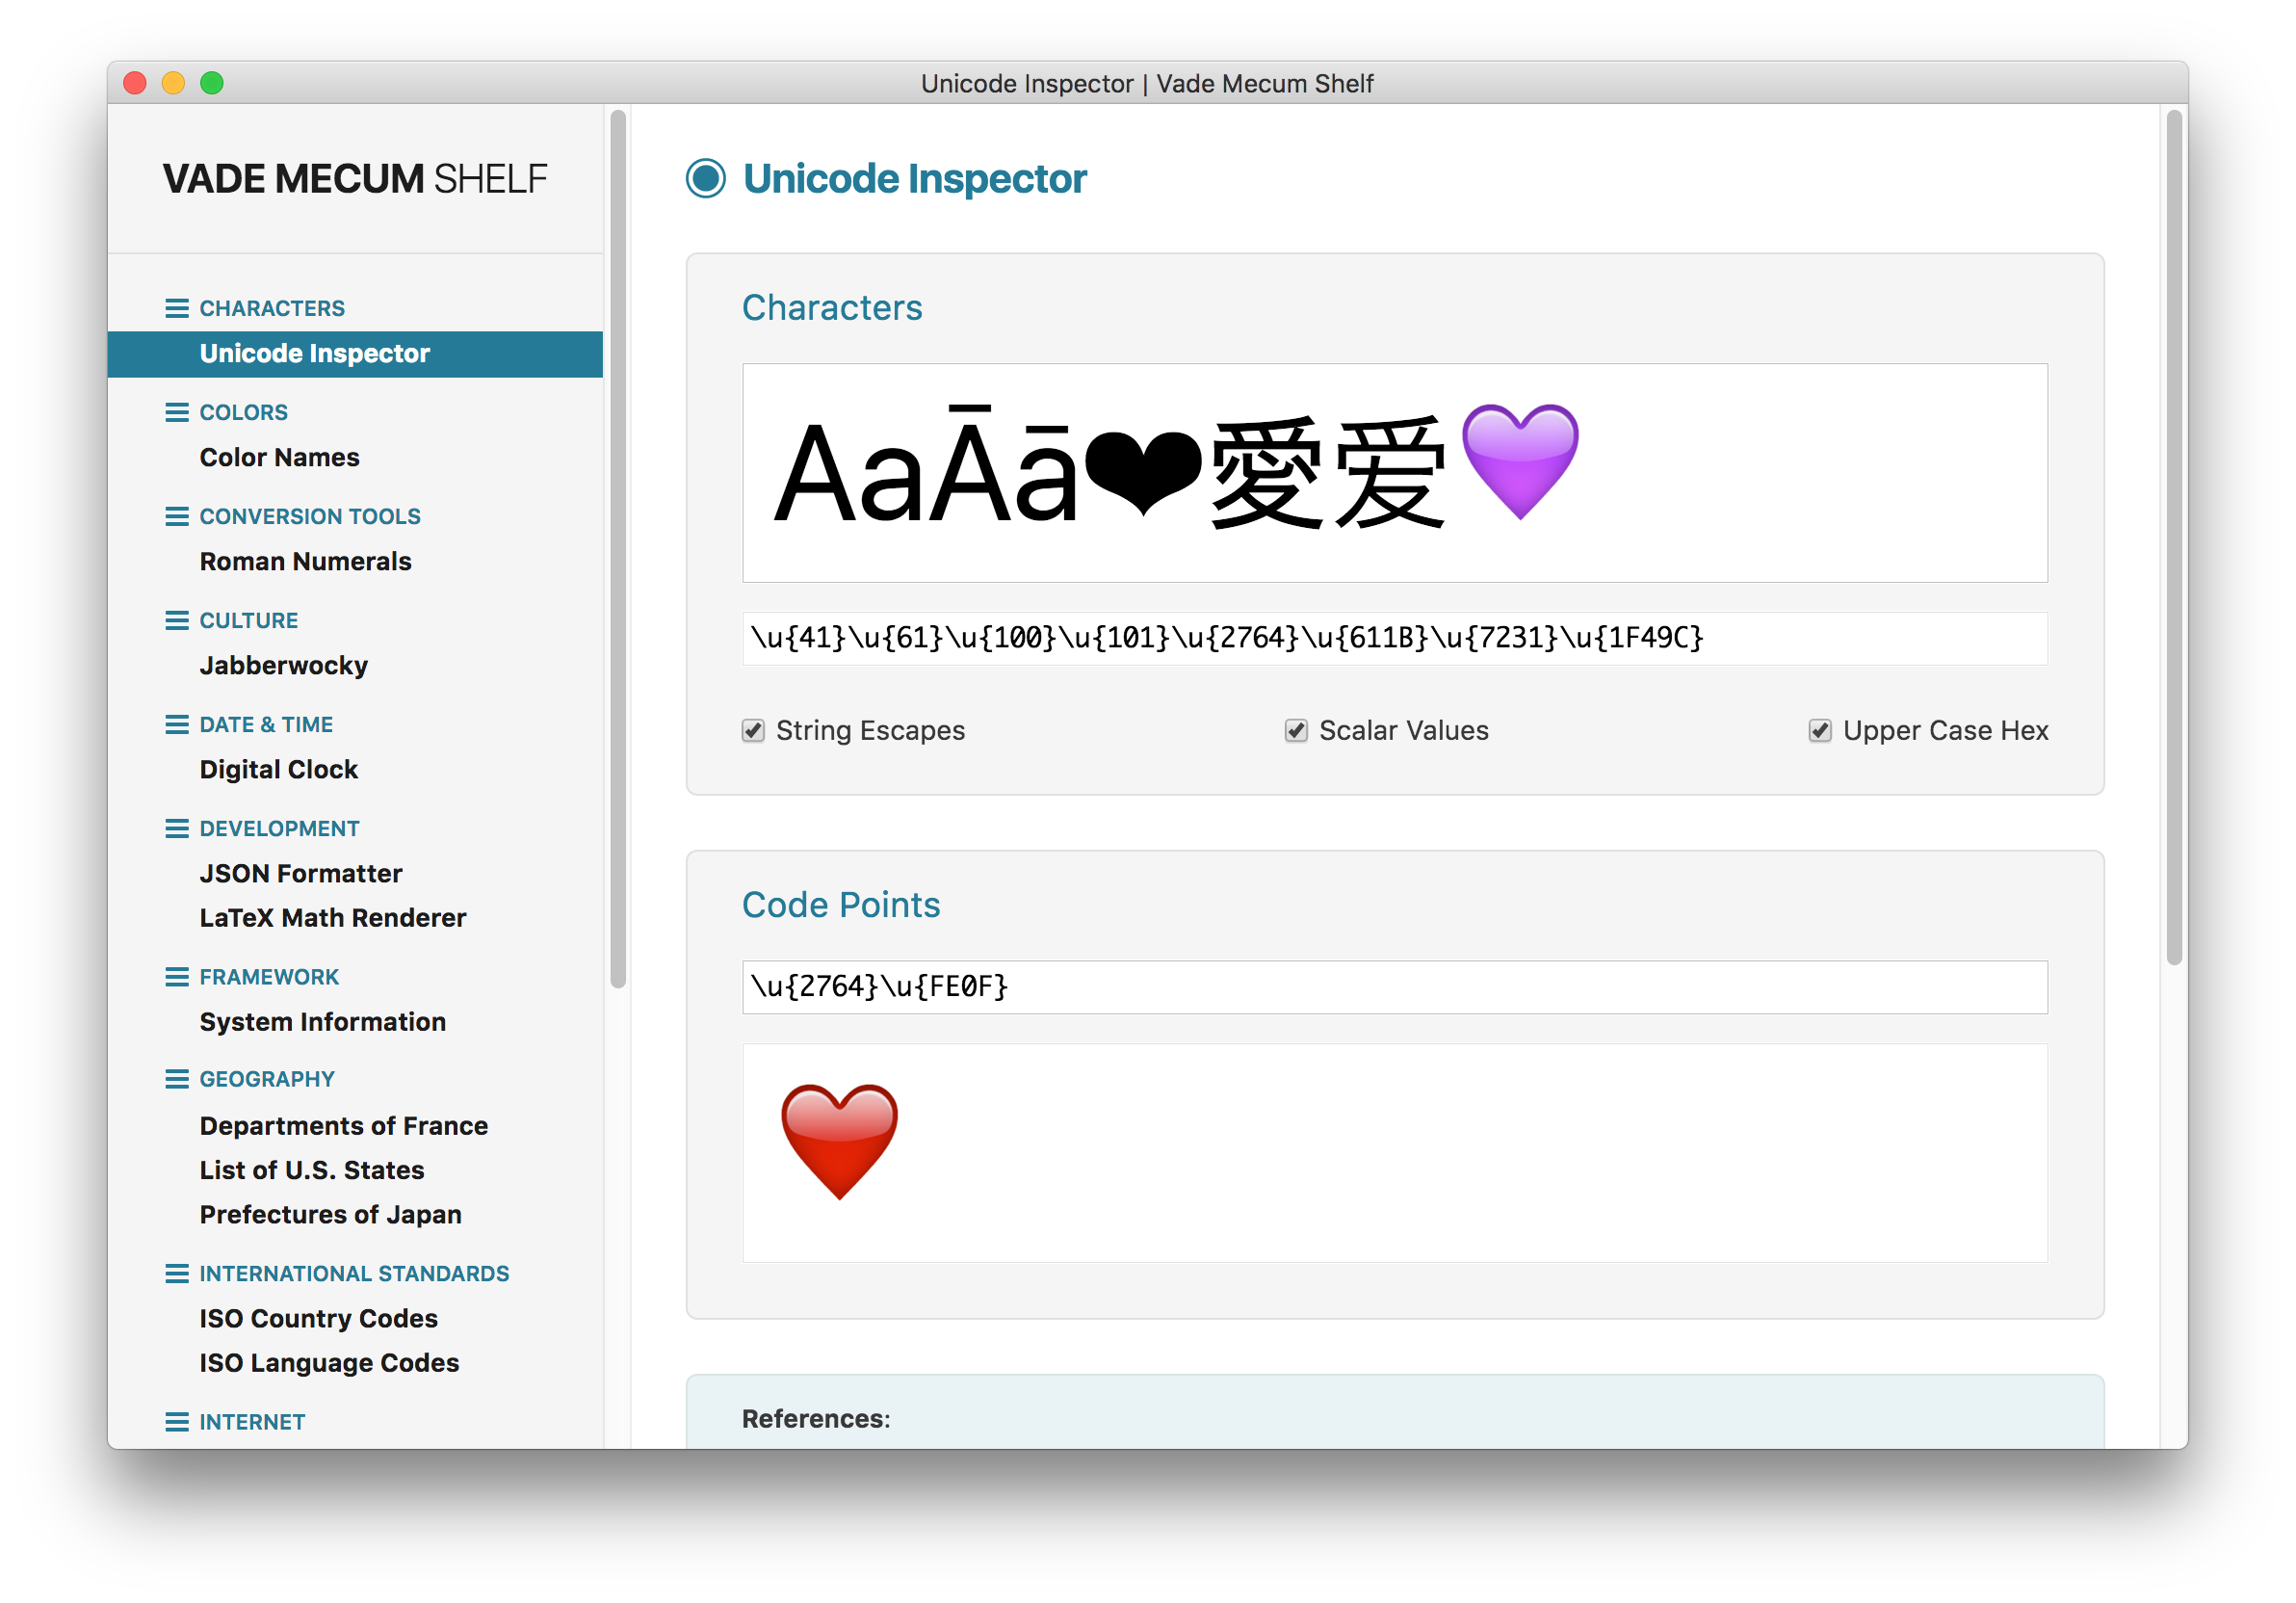 Unicode Inspector | Vade Mecum Shelf
VADE MECUM SHELF
CHARACTERS
Unicode Inspector
COLORS
Color Names
CONVERSION TOOLS
Roman Numerals
CULTURE
Jabberwocky
DATE & TIME
Digital Clock
DEVELOPMENT
JSON Formatter
LaTeX Math Renderer
FRAMEWORK
System Information
GEOGRAPHY
Departments of France
List of U.S. States
Prefectures of Japan
INTERNATIONAL STANDARDS
ISO Country Codes
ISO Language Codes
INTERNET
Unicode Inspector
Characters
AaĀā❤愛爱💜
\u{41}\u{61}\u{100}\u{101}\u{2764}\u{611B}\u{7231}\u{1F49C}
String Escapes
Scalar Values
Upper Case Hex
Code Points
\u{2764}\u{FE0F}
❤️
References: